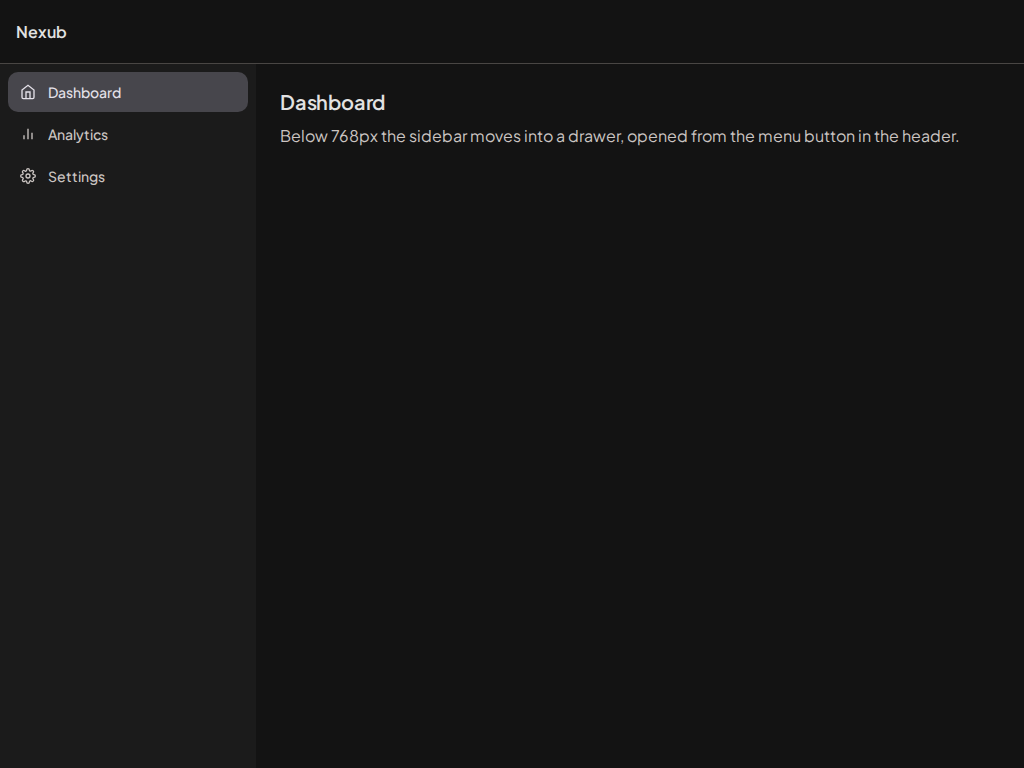 Nexub
Dashboard
Analytics
Settings
Dashboard
Below 768px the sidebar moves into a drawer, opened from the menu button in the header.